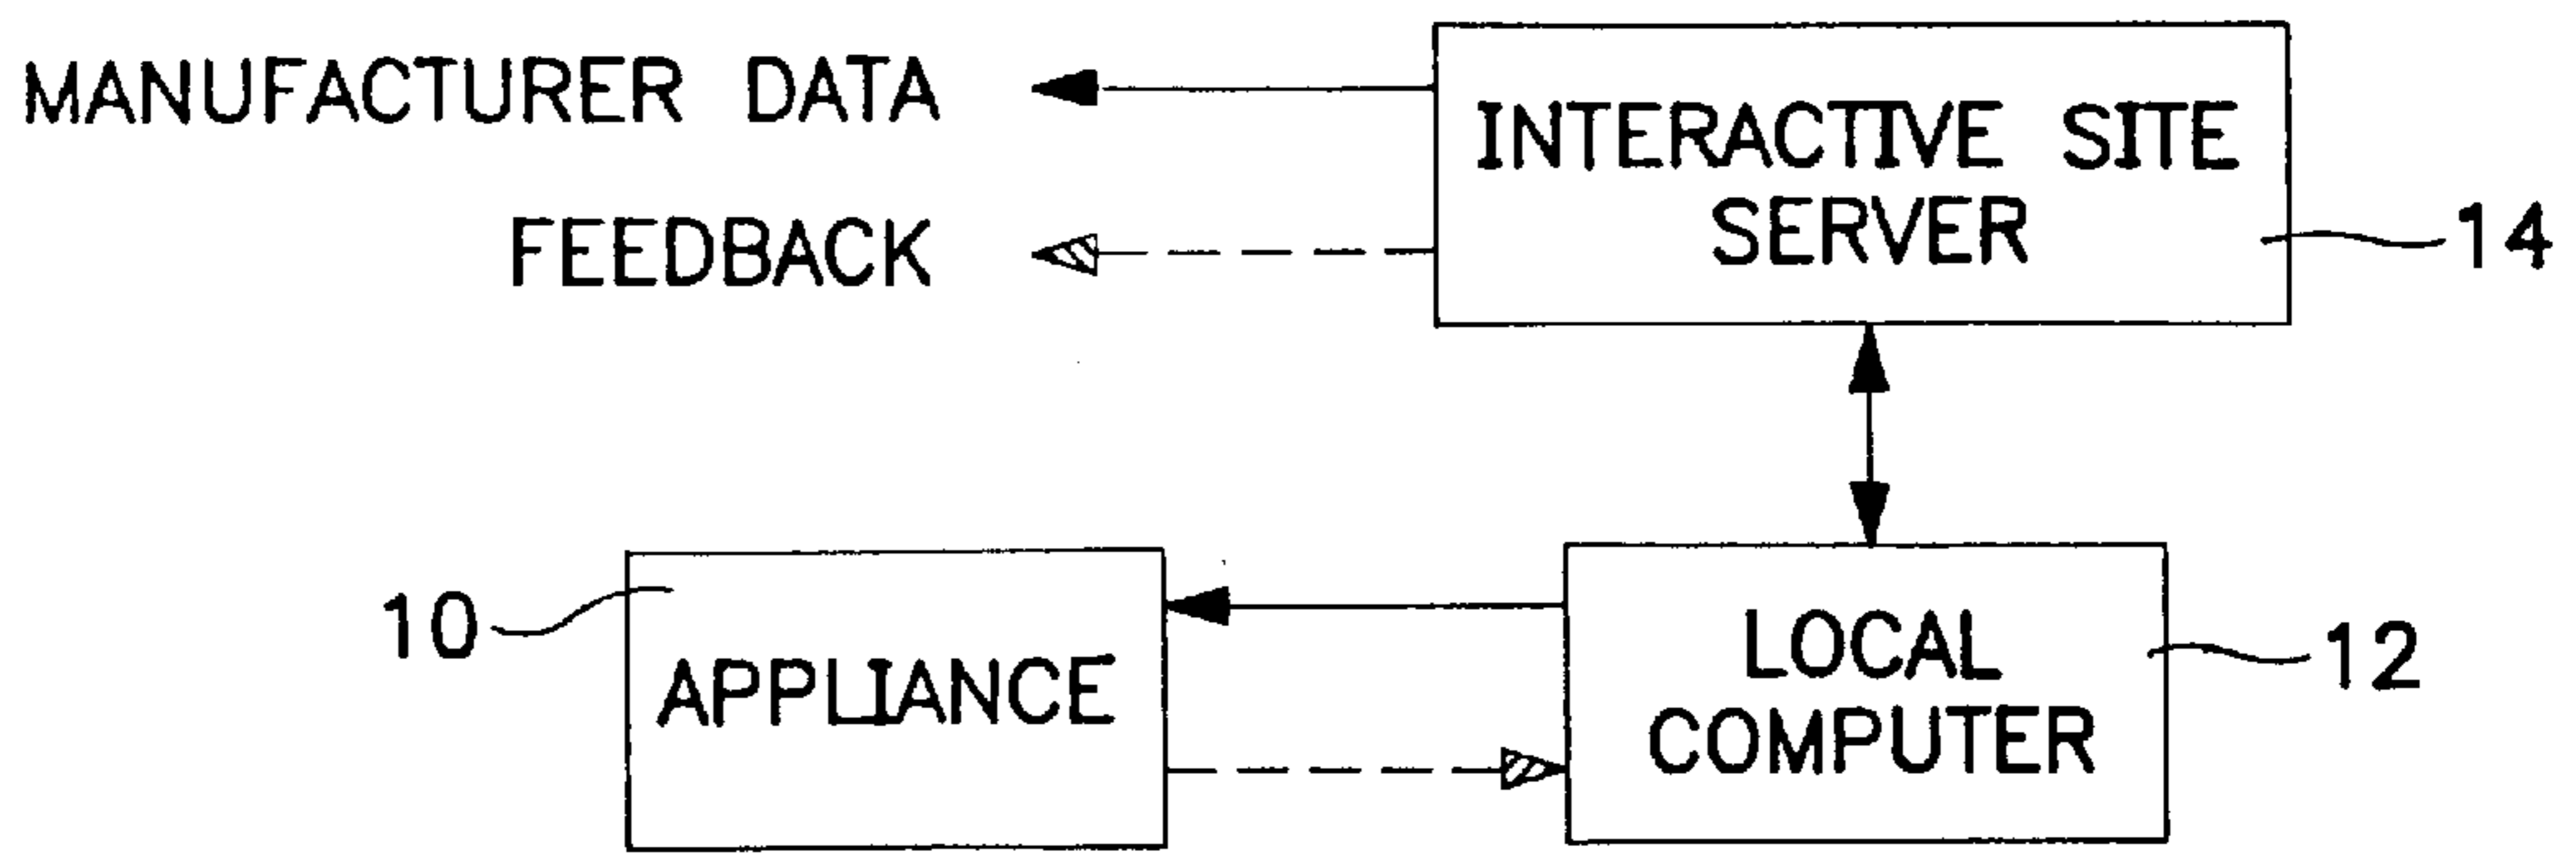 MANUFACTURER DATA
FEEDBACK
INTERACTIVE SITE
SERVER
14
10
APPLIANCE
LOCAL
COMPUTER
12